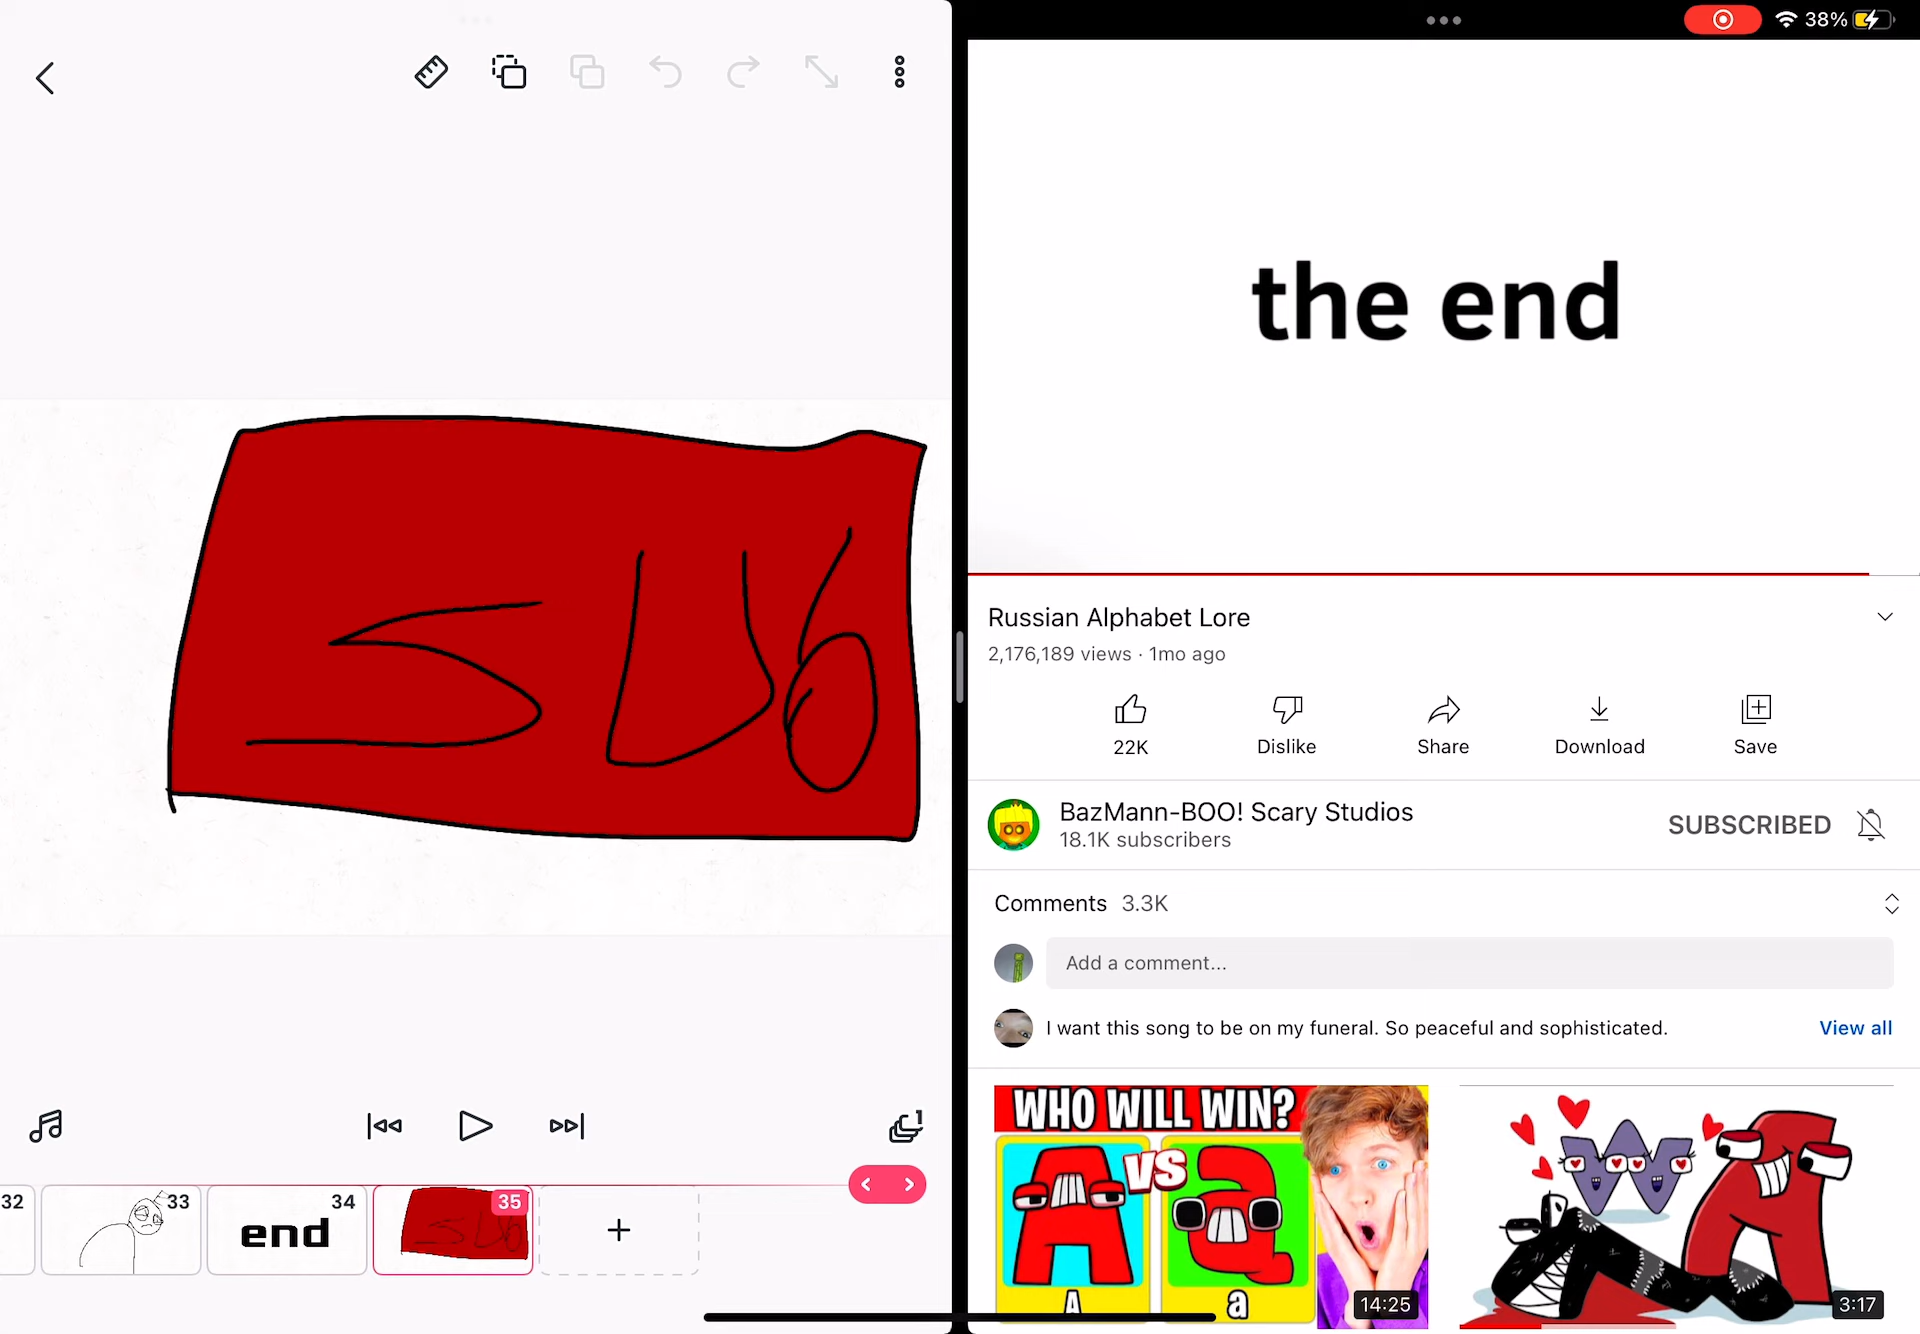 38%
the end
sub
Russian Alphabet Lore
2,176,189 views · 1mo ago
22K
Dislike
Share
Download
Save
BazMann-BOO! Scary Studios
18.1K subscribers
SUBSCRIBED
Comments 3.3K
Add a comment...
I want this song to be on my funeral. So peaceful and sophisticated.
View all
WHO WILL WIN?
A VS a
A a
14:25
W A
3:17
32
33
34
end
35
sub